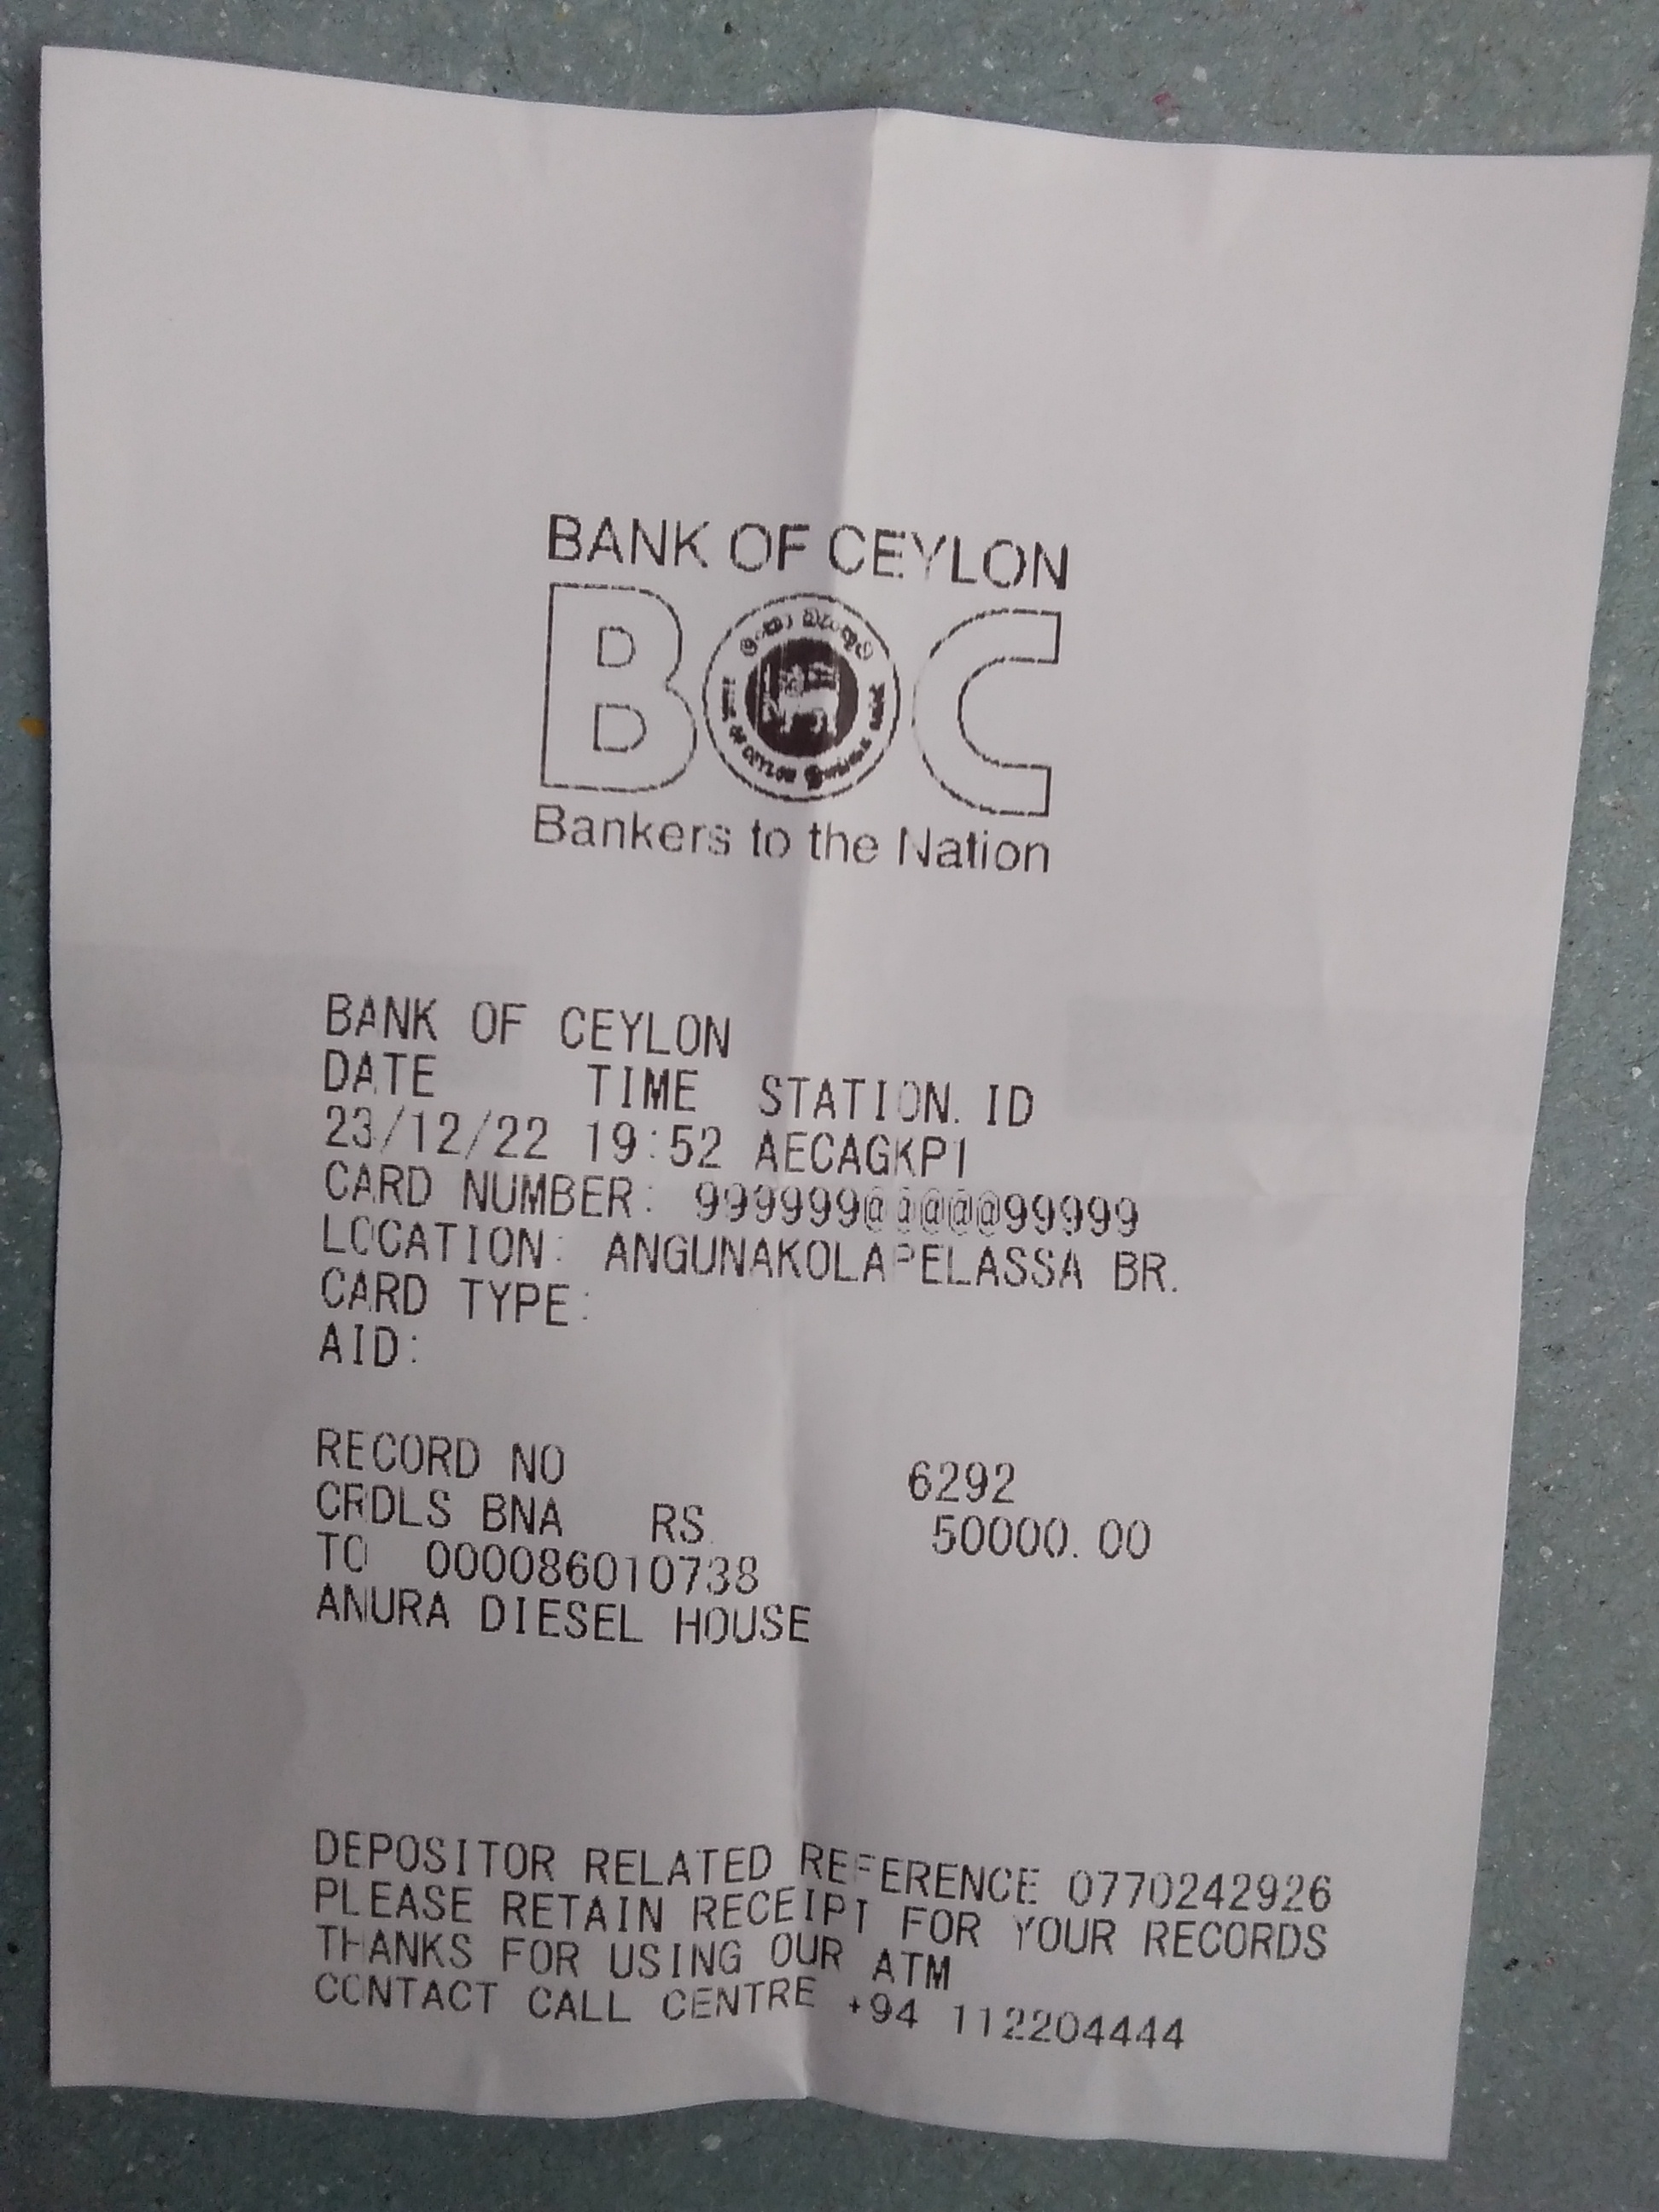 BANK OF CEYLON
BOC
Bankers to the Nation
BANK OF CEYLON
DATE TIME STATION. ID
23/12/22 19:52 AECAGKP1
CARD NUMBER: 999999@@@@@99999
LOCATION: ANGUNAKOLAPELASSA BR.
CARD TYPE:
AID:
RECORD NO 6292
CRDLS BNA RS. 50000.00
TO 000086010738
ANURA DIESEL HOUSE
DEPOSITOR RELATED REFERENCE 0770242926
PLEASE RETAIN RECEIPT FOR YOUR RECORDS
THANKS FOR USING OUR ATM
CONTACT CALL CENTRE +94 112204444